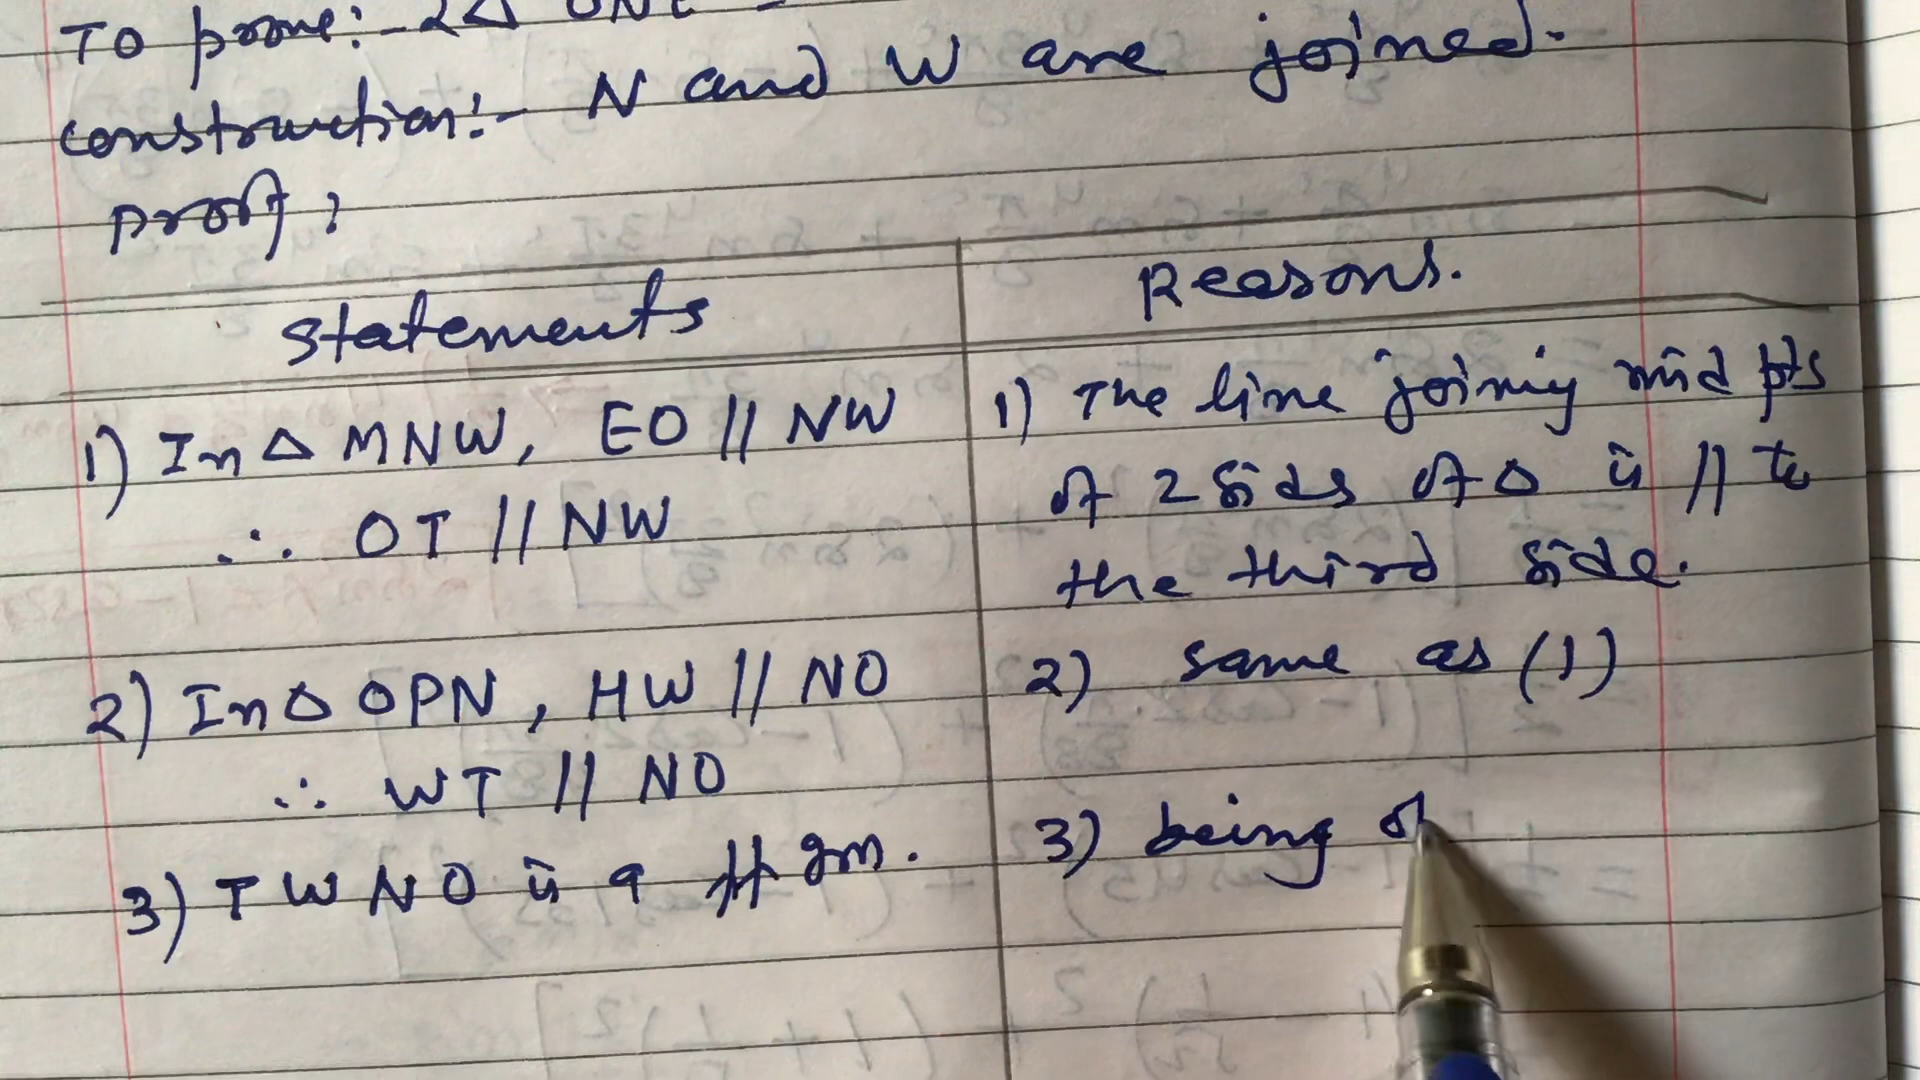 To prove:- 2△
construction:- N and W are joined.
proof:
statements
Reasons.
1) In △ MNW, EO // NW
∴ OT // NW
1) The line joining mid pts
of 2 sides of △ is // to
the third side.
2) In △ OPN, HW // NO
∴ WT // NO
2) same as (1)
3) TWNO is a //gm.
3) being